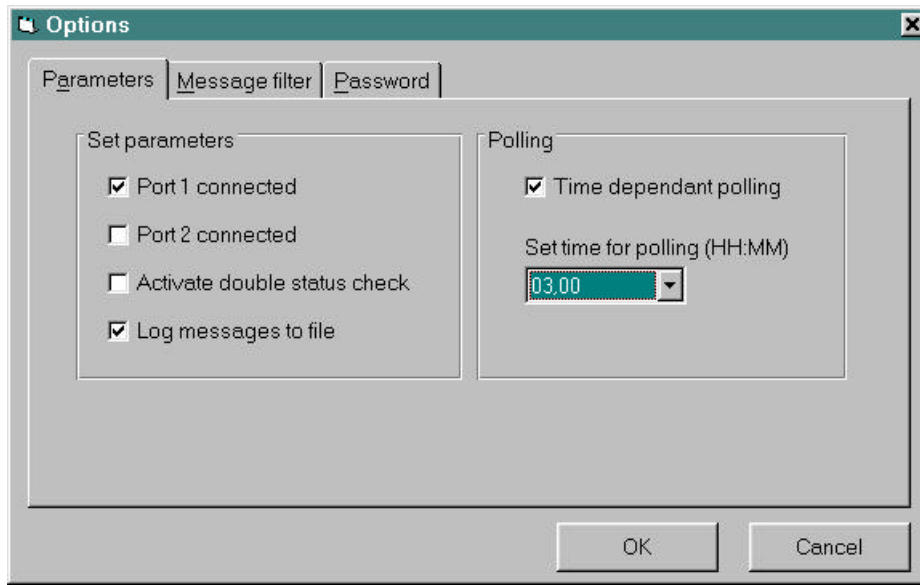 Options
Parameters Message filter Password
Set parameters
Port 1 connected
Port 2 connected
Activate double status check
Log messages to file
Polling
Time dependant polling
Set time for polling (HH:MM)
03,00
OK Cancel